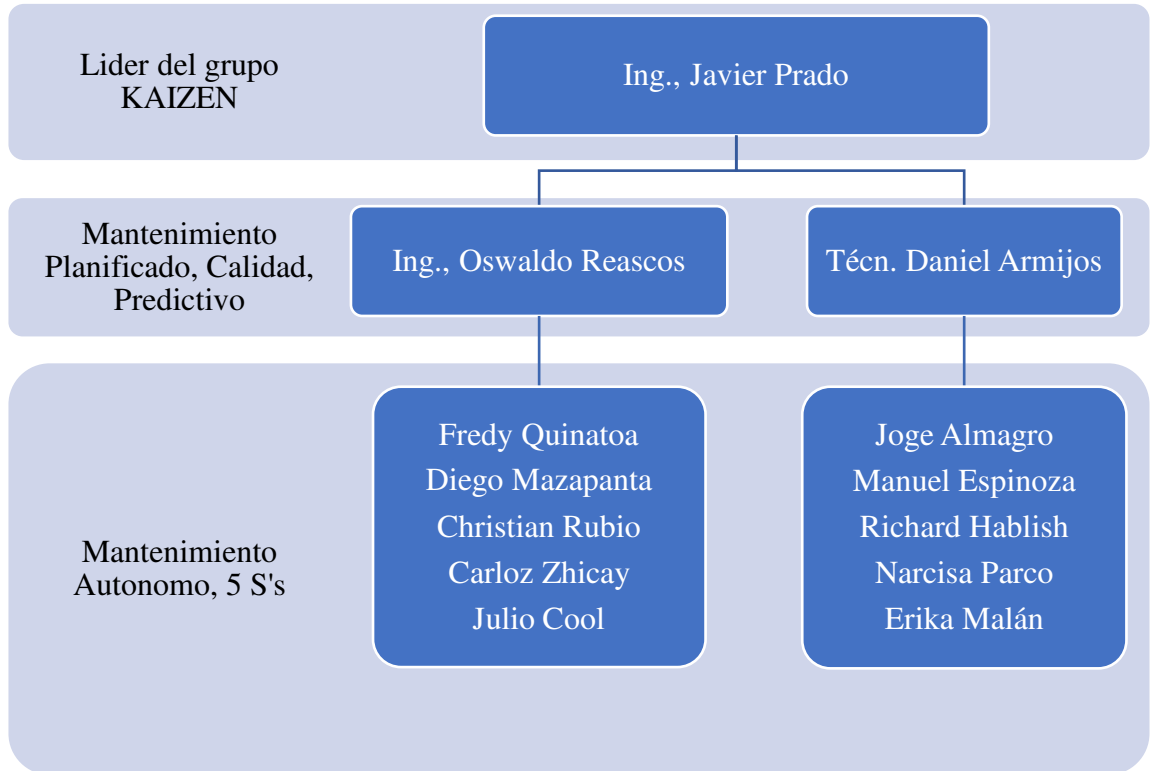 Lider del grupo
KAIZEN
Ing., Javier Prado
Mantenimiento
Planificado, Calidad,
Predictivo
Ing., Oswaldo Reascos
Técn. Daniel Armijos
Mantenimiento
Autonomo, 5 S's
Fredy Quinatoa
Diego Mazapanta
Christian Rubio
Carloz Zhicay
Julio Cool
Joge Almagro
Manuel Espinoza
Richard Hablish
Narcisa Parco
Erika Malán